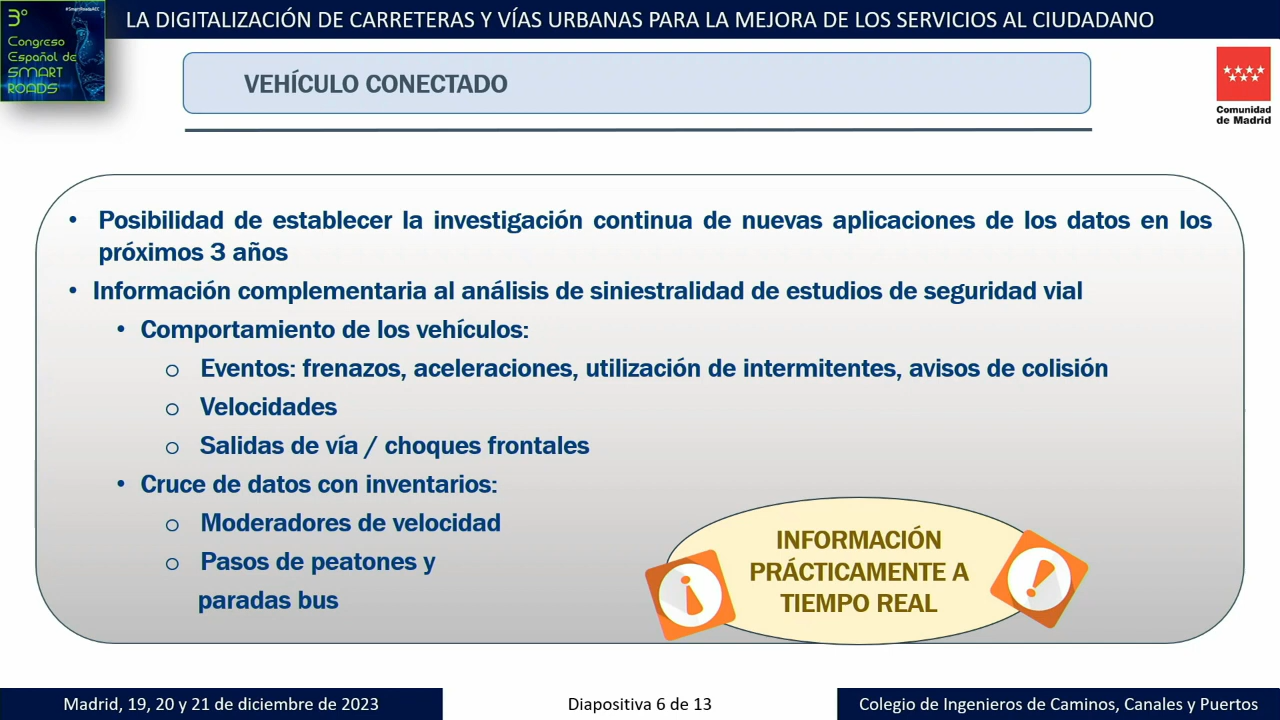 3º
Congreso
Español de
SMART
ROADS
#SmartRoadsAEC
LA DIGITALIZACIÓN DE CARRETERAS Y VÍAS URBANAS PARA LA MEJORA DE LOS SERVICIOS AL CIUDADANO
VEHÍCULO CONECTADO
Comunidad
de Madrid
• Posibilidad de establecer la investigación continua de nuevas aplicaciones de los datos en los
próximos 3 años
• Información complementaria al análisis de siniestralidad de estudios de seguridad vial
• Comportamiento de los vehículos:
o Eventos: frenazos, aceleraciones, utilización de intermitentes, avisos de colisión
o Velocidades
o Salidas de vía / choques frontales
• Cruce de datos con inventarios:
o Moderadores de velocidad
o Pasos de peatones y
paradas bus
¡
INFORMACIÓN
PRÁCTICAMENTE A
TIEMPO REAL
!
Madrid, 19, 20 y 21 de diciembre de 2023
Diapositiva 6 de 13
Colegio de Ingenieros de Caminos, Canales y Puertos